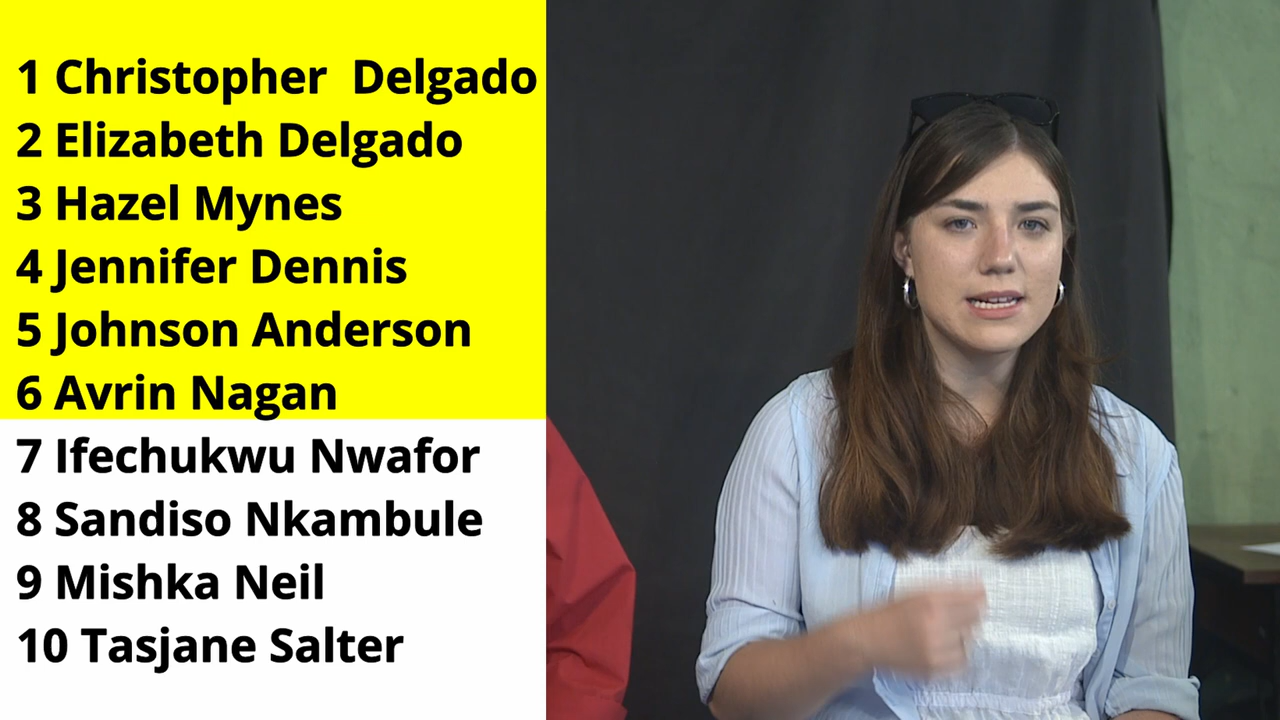 1 Christopher  Delgado
2 Elizabeth Delgado
3 Hazel Mynes
4 Jennifer Dennis
5 Johnson Anderson
6 Avrin Nagan
7 Ifechukwu Nwafor
8 Sandiso Nkambule
9 Mishka Neil
10 Tasjane Salter